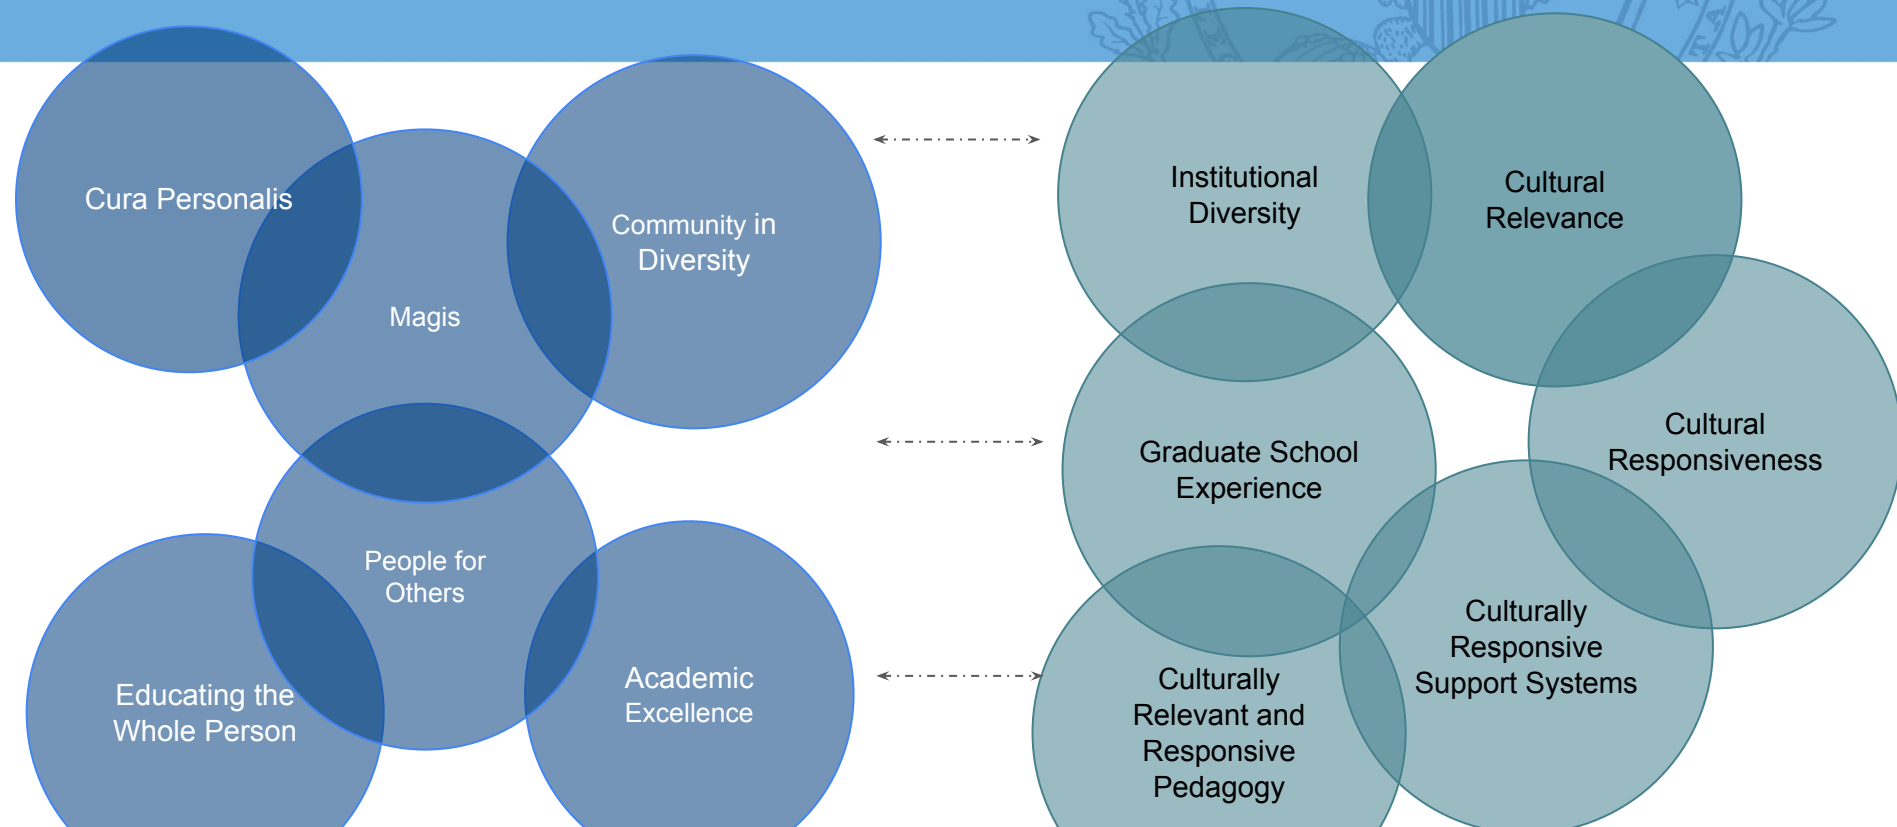 Cura Personalis
Magis
Community in
Diversity
People for
Others
Educating the
Whole Person
Academic
Excellence
Institutional
Diversity
Cultural
Relevance
Graduate School
Experience
Cultural
Responsiveness
Culturally
Responsive
Support Systems
Culturally
Relevant and
Responsive
Pedagogy